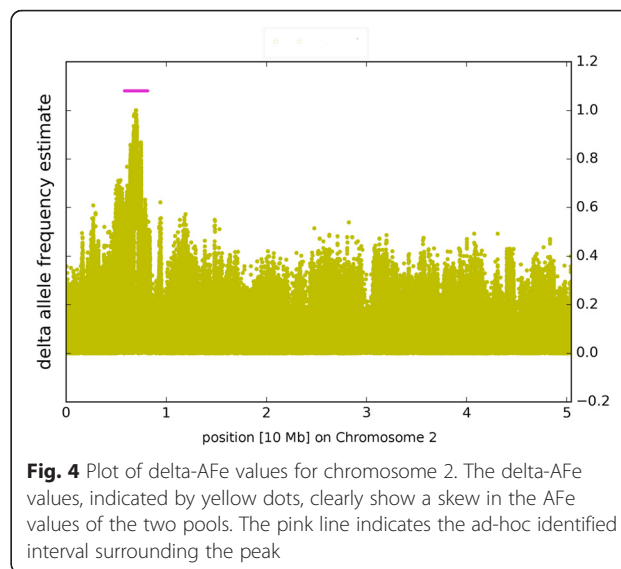 1.2
1.0
0.8
0.6
0.4
0.2
0.0
−0.2
delta allele frequency estimate
0 1 2 3 4 5
position [10 Mb] on Chromosome 2
Fig. 4 Plot of delta-AFe values for chromosome 2. The delta-AFe
values, indicated by yellow dots, clearly show a skew in the AFe
values of the two pools. The pink line indicates the ad-hoc identified
interval surrounding the peak